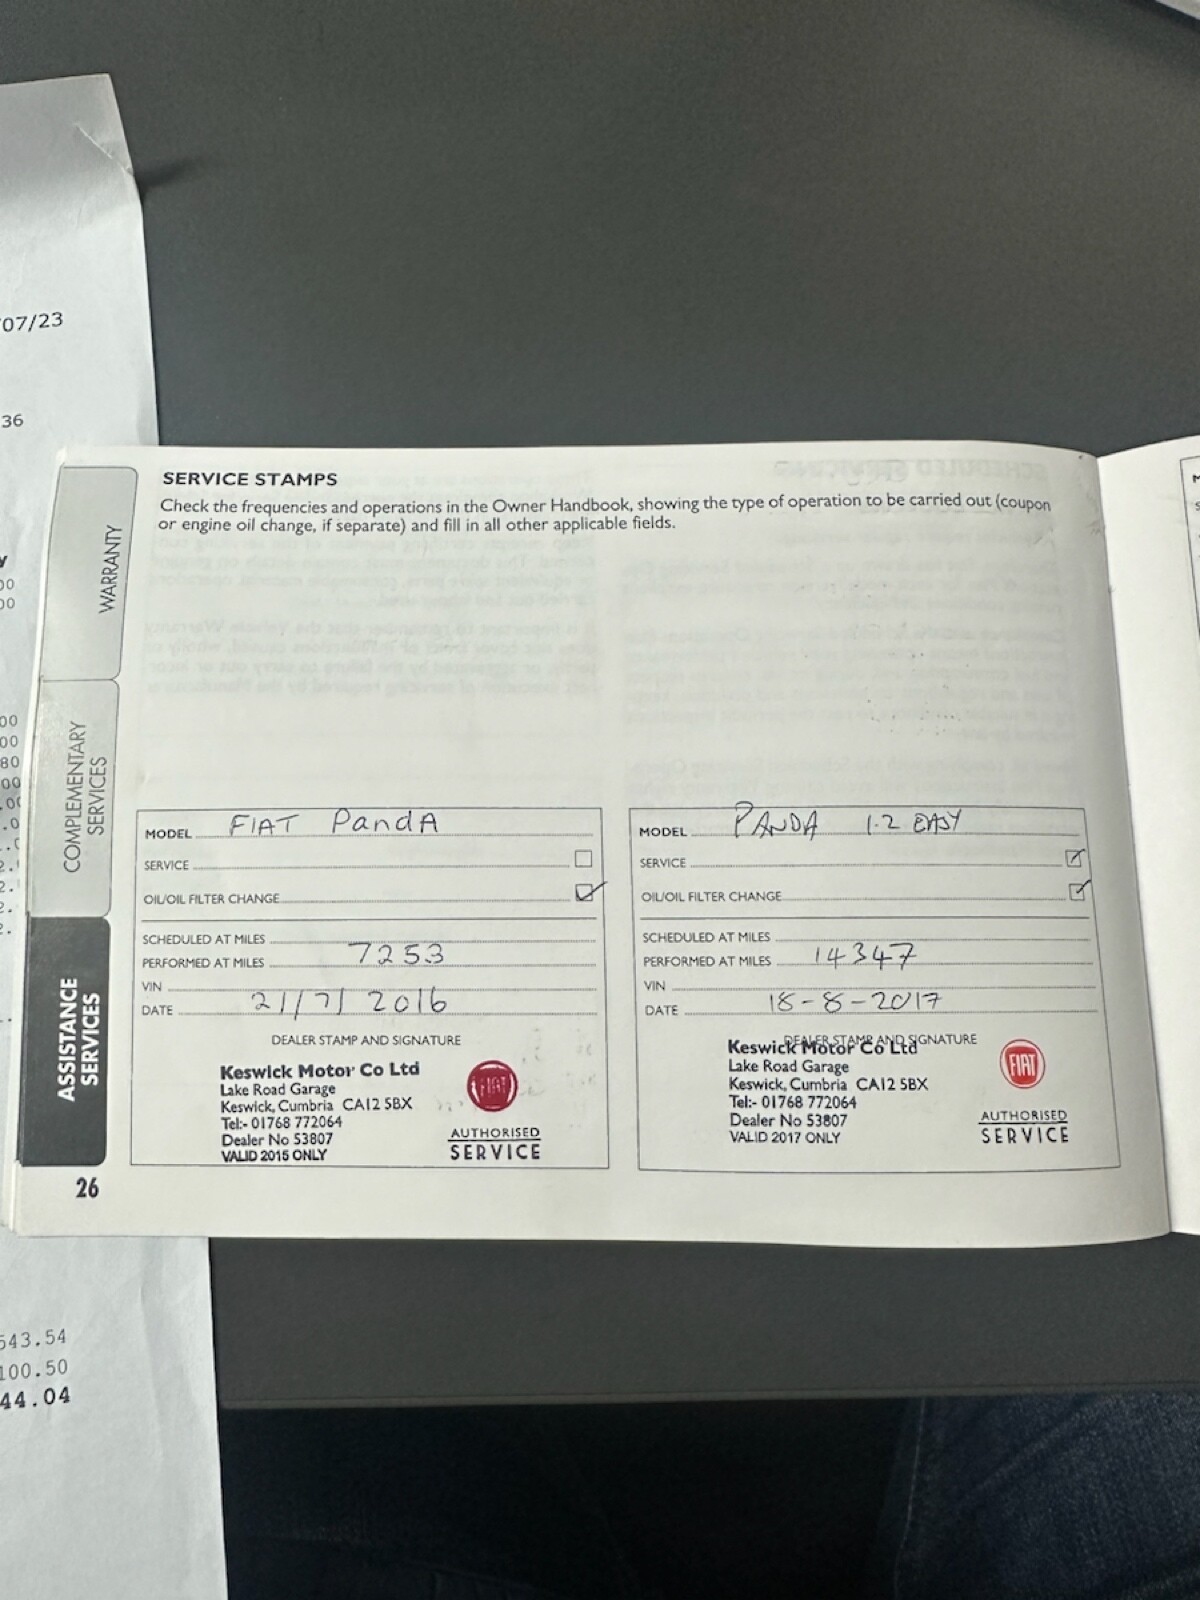 07/23
36
SERVICE STAMPS
Check the frequencies and operations in the Owner Handbook, showing the type of operation to be carried out (coupon
or engine oil change, if separate) and fill in all other applicable fields.
WARRANTY
COMPLEMENTARY
SERVICES
ASSISTANCE
SERVICES
26
MODEL FIAT PandA
SERVICE
OIL/OIL FILTER CHANGE
SCHEDULED AT MILES
PERFORMED AT MILES 7253
VIN
DATE 21/7/2016
DEALER STAMP AND SIGNATURE
Keswick Motor Co Ltd
Lake Road Garage
Keswick, Cumbria CA12 5BX
Tel:- 01768 772064
Dealer No 53807
VALID 2015 ONLY
FIAT
AUTHORISED
SERVICE
MODEL PANDA 1.2 EASY
SERVICE
OIL/OIL FILTER CHANGE
SCHEDULED AT MILES
PERFORMED AT MILES 14347
VIN
DATE 18-8-2017
DEALER STAMP AND SIGNATURE
Keswick Motor Co Ltd
Lake Road Garage
Keswick, Cumbria CA12 5BX
Tel:- 01768 772064
Dealer No 53807
VALID 2017 ONLY
FIAT
AUTHORISED
SERVICE
543.54
100.50
44.04